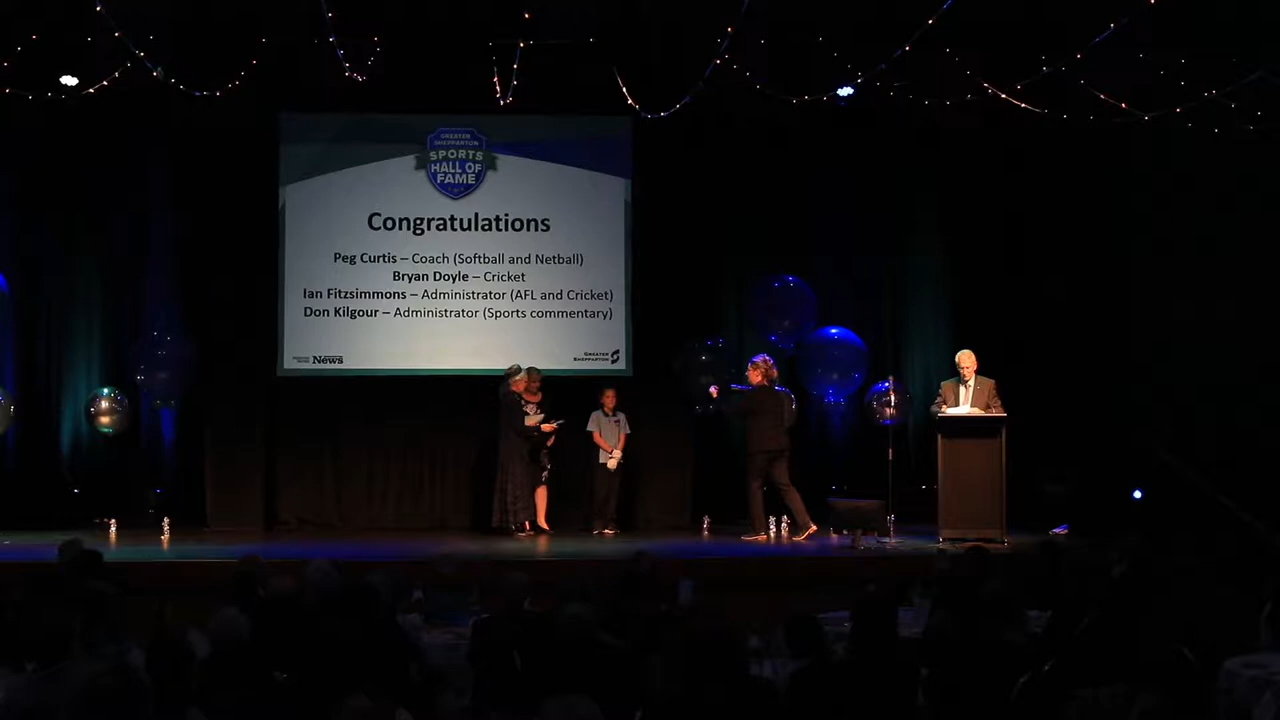 GREATER
SHEPPARTON
SPORTS
HALL OF
FAME
Congratulations
Peg Curtis – Coach (Softball and Netball)
Bryan Doyle – Cricket
Ian Fitzsimmons – Administrator (AFL and Cricket)
Don Kilgour – Administrator (Sports commentary)
News
GREATER
SHEPPARTON